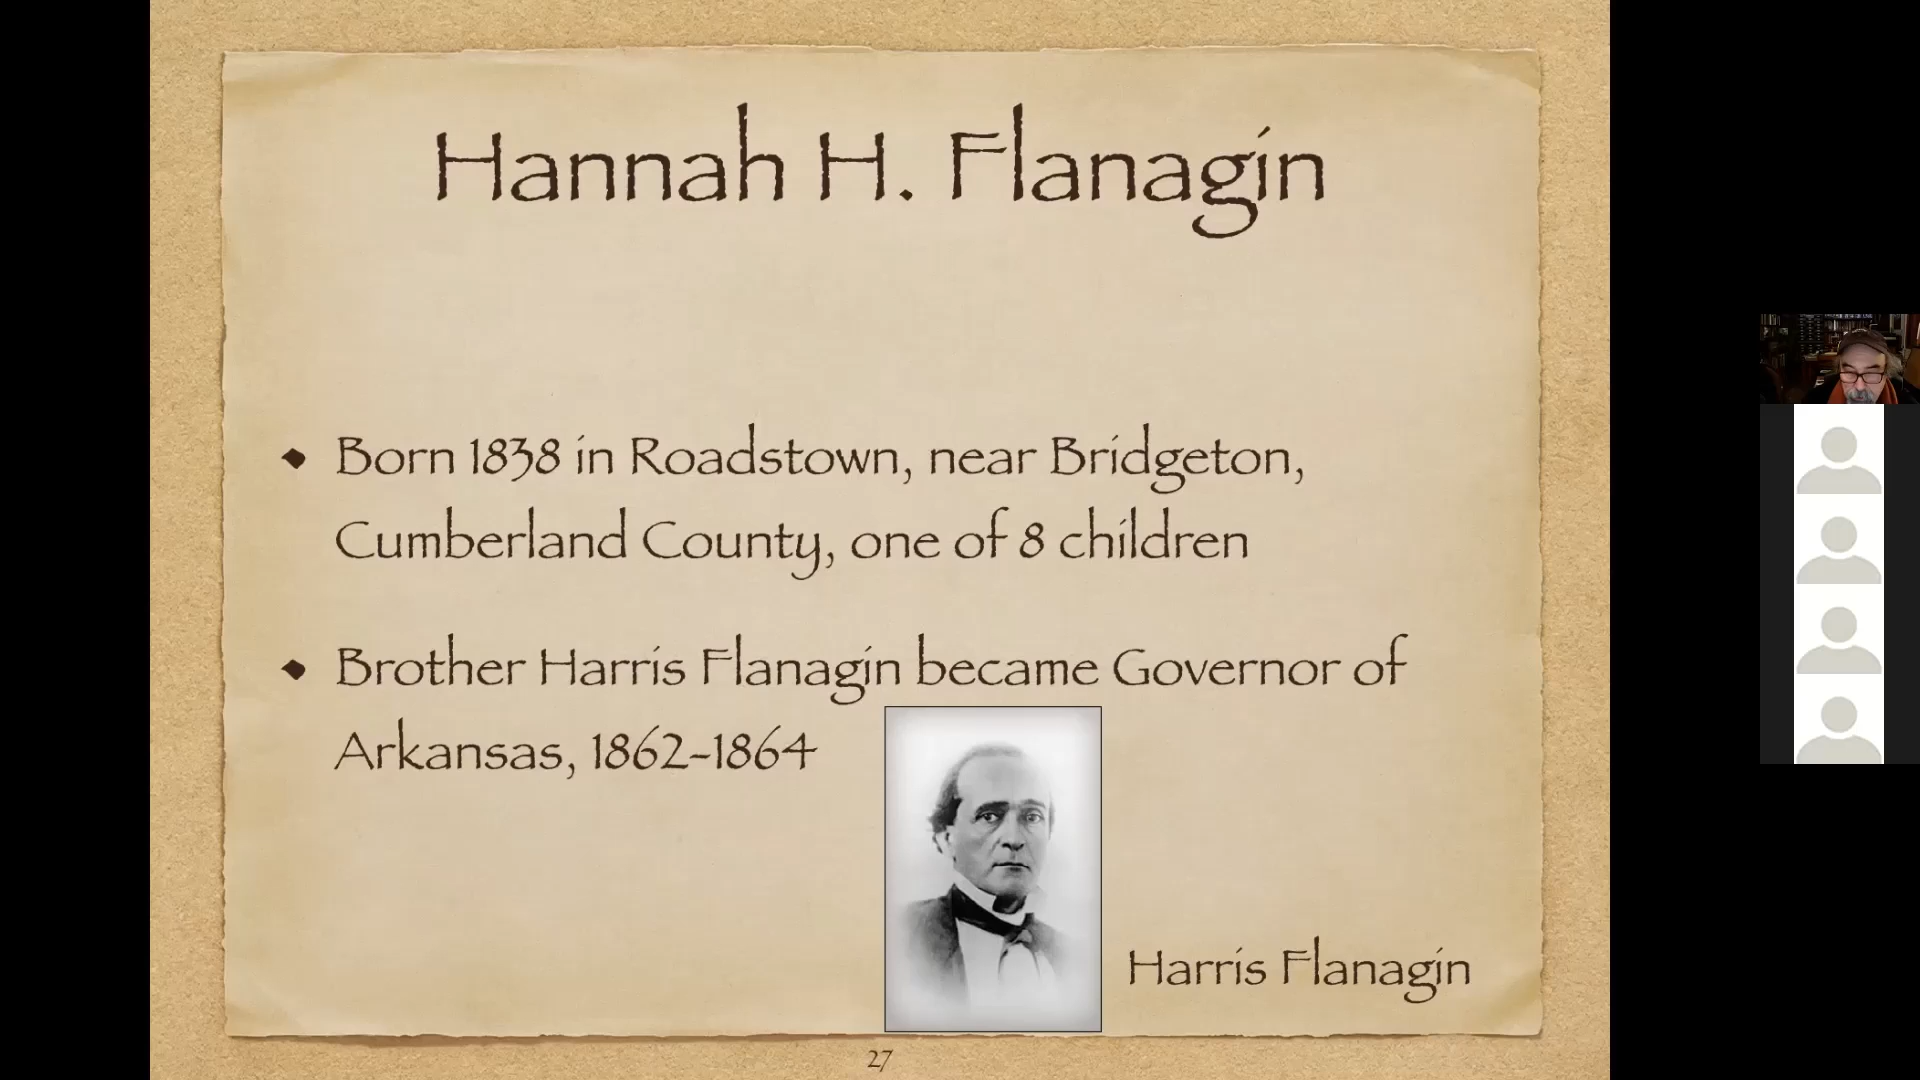 Hannah H. Flanagin
Born 1838 in Roadstown, near Bridgeton,
Cumberland County, one of 8 children
Brother Harris Flanagin became Governor of
Arkansas, 1862-1864
Harris Flanagin
27